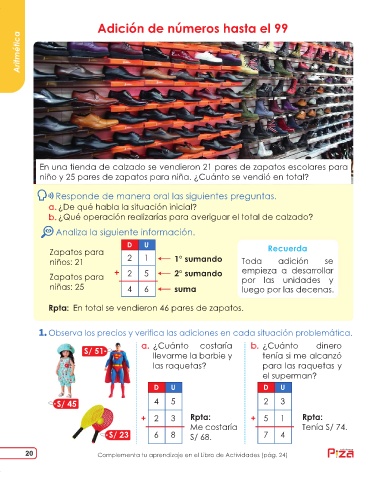 Aritmética
Adición de números hasta el 99
En una tienda de calzado se vendieron 21 pares de zapatos escolares para
niño y 25 pares de zapatos para niña. ¿Cuánto se vendió en total?
Responde de manera oral las siguientes preguntas.
a. ¿De qué habla la situación inicial?
b. ¿Qué operación realizarías para averiguar el total de calzado?
Analiza la siguiente información.
Zapatos para
niños: 21
Zapatos para
niñas: 25
D U
2 1 1° sumando
+ 2 5 2° sumando
4 6 suma
Recuerda
Toda adición se
empieza a desarrollar
por las unidades y
luego por las decenas.
Rpta: En total se vendieron 46 pares de zapatos.
1. Observa los precios y verifica las adiciones en cada situación problemática.
S/ 51
S/ 45
S/ 23
a. ¿Cuánto costaría
llevarme la barbie y
las raquetas?
D U
4 5
+ 2 3
6 8
Rpta:
Me costaría
S/ 68.
b. ¿Cuánto dinero
tenía si me alcanzó
para las raquetas y
el superman?
D U
2 3
+ 5 1
7 4
Rpta:
Tenía S/ 74.
20
Complementa tu aprendizaje en el Libro de Actividades (pág. 24)